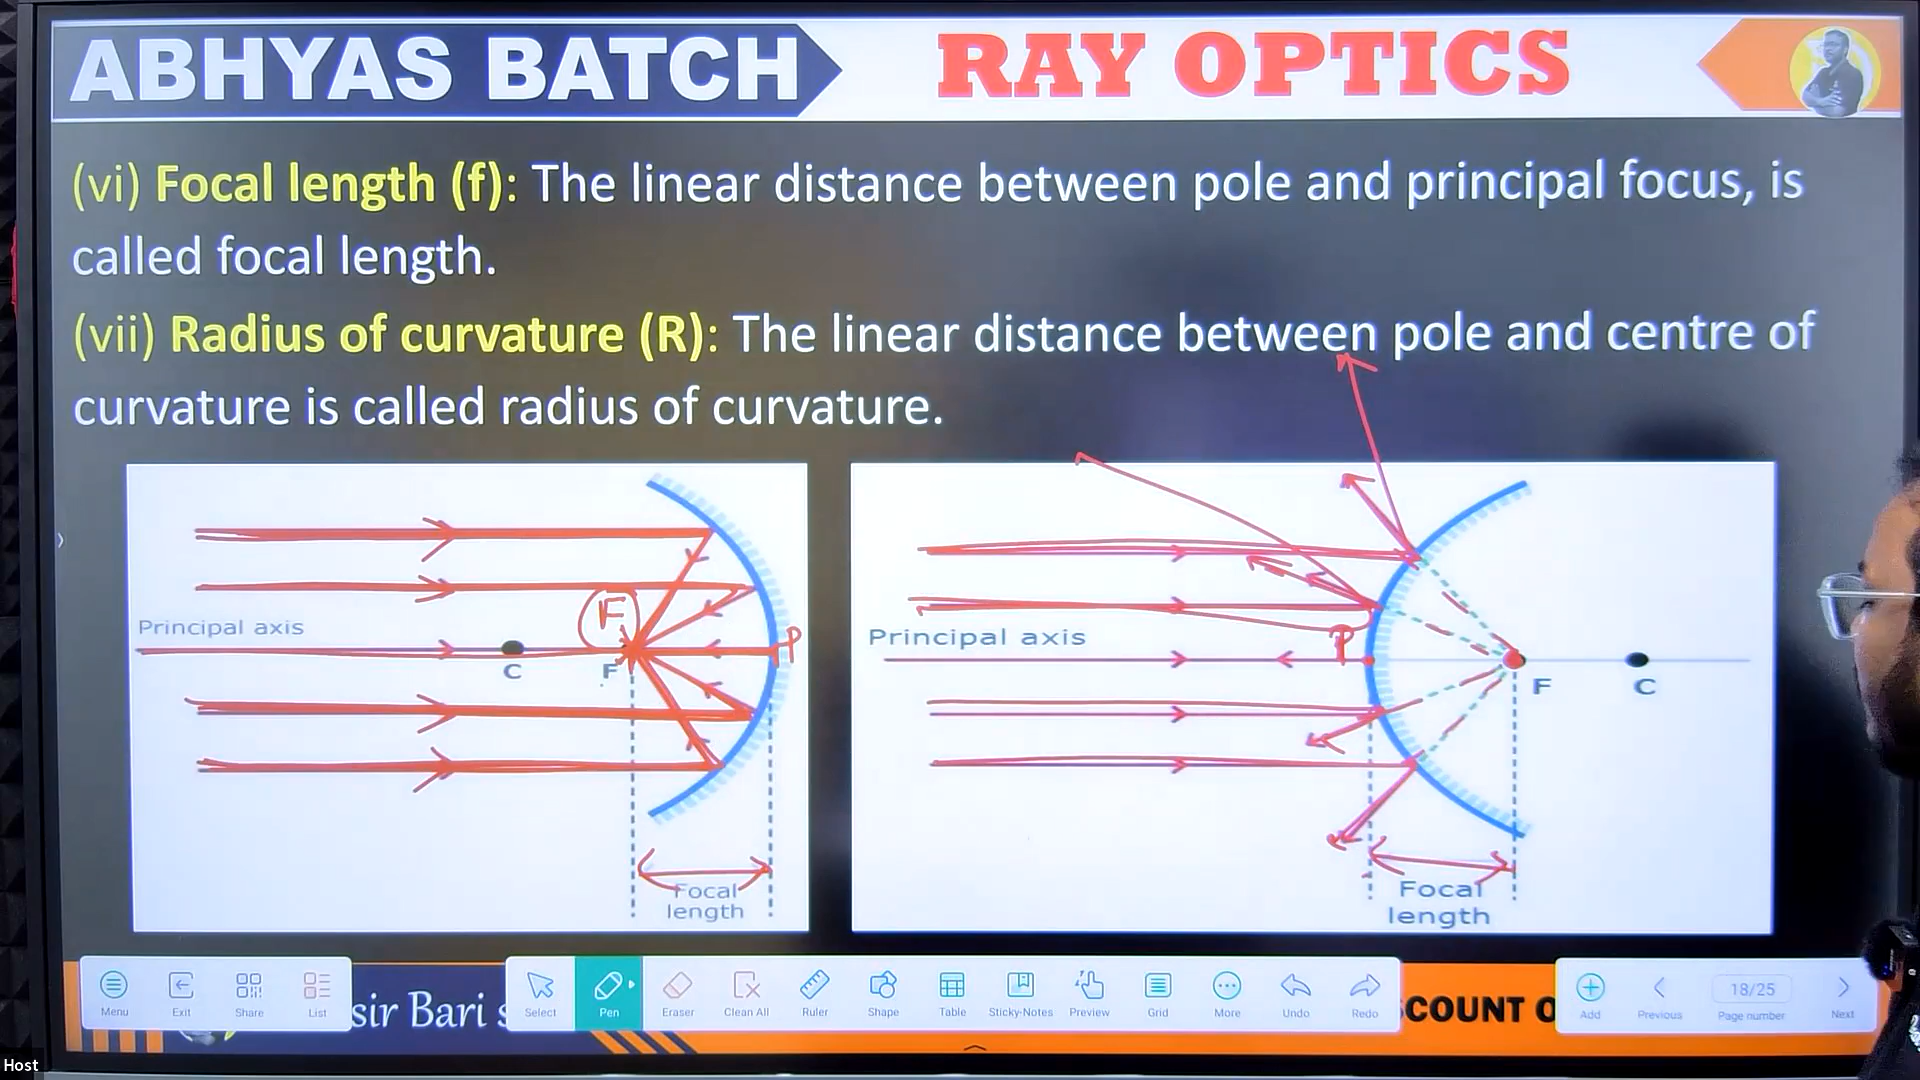 ABHYAS BATCH
RAY OPTICS
(vi) Focal length (f): The linear distance between pole and principal focus, is
called focal length.
(vii) Radius of curvature (R): The linear distance between pole and centre of
curvature is called radius of curvature.
F
Principal axis
P
C
F
Focal
length
Principal axis
P
F
C
Focal
length
Menu
Exit
Share
List
sir Bari s
Select
Pen
Eraser
Clean All
Ruler
Shape
Table
Sticky-Notes
Preview
Grid
More
Undo
Redo
COUNT O
Add
Previous
18/25
Page number
Next
Host